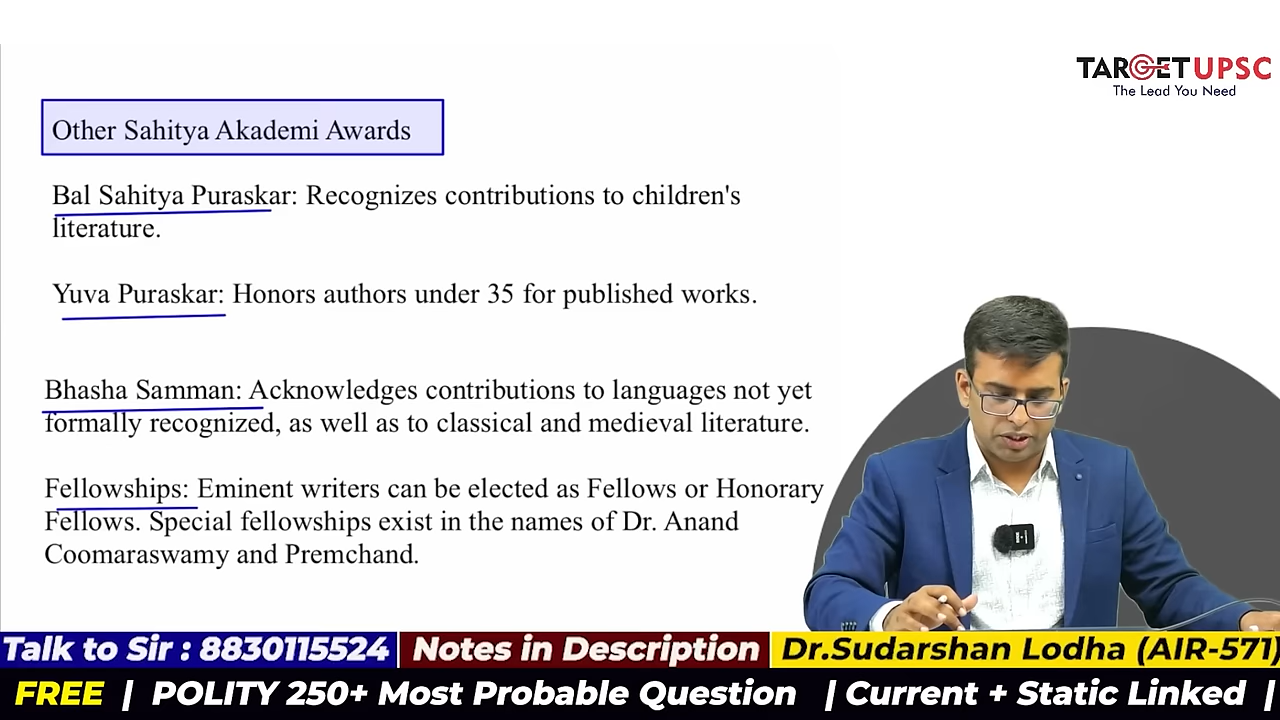 TARGET UPSC
The Lead You Need
Other Sahitya Akademi Awards
Bal Sahitya Puraskar: Recognizes contributions to children's
literature.
Yuva Puraskar: Honors authors under 35 for published works.
Bhasha Samman: Acknowledges contributions to languages not yet
formally recognized, as well as to classical and medieval literature.
Fellowships: Eminent writers can be elected as Fellows or Honorary
Fellows. Special fellowships exist in the names of Dr. Anand
Coomaraswamy and Premchand.
Talk to Sir : 8830115524 Notes in Description Dr.Sudarshan Lodha (AIR-571)
FREE | POLITY 250+ Most Probable Question | Current + Static Linked |